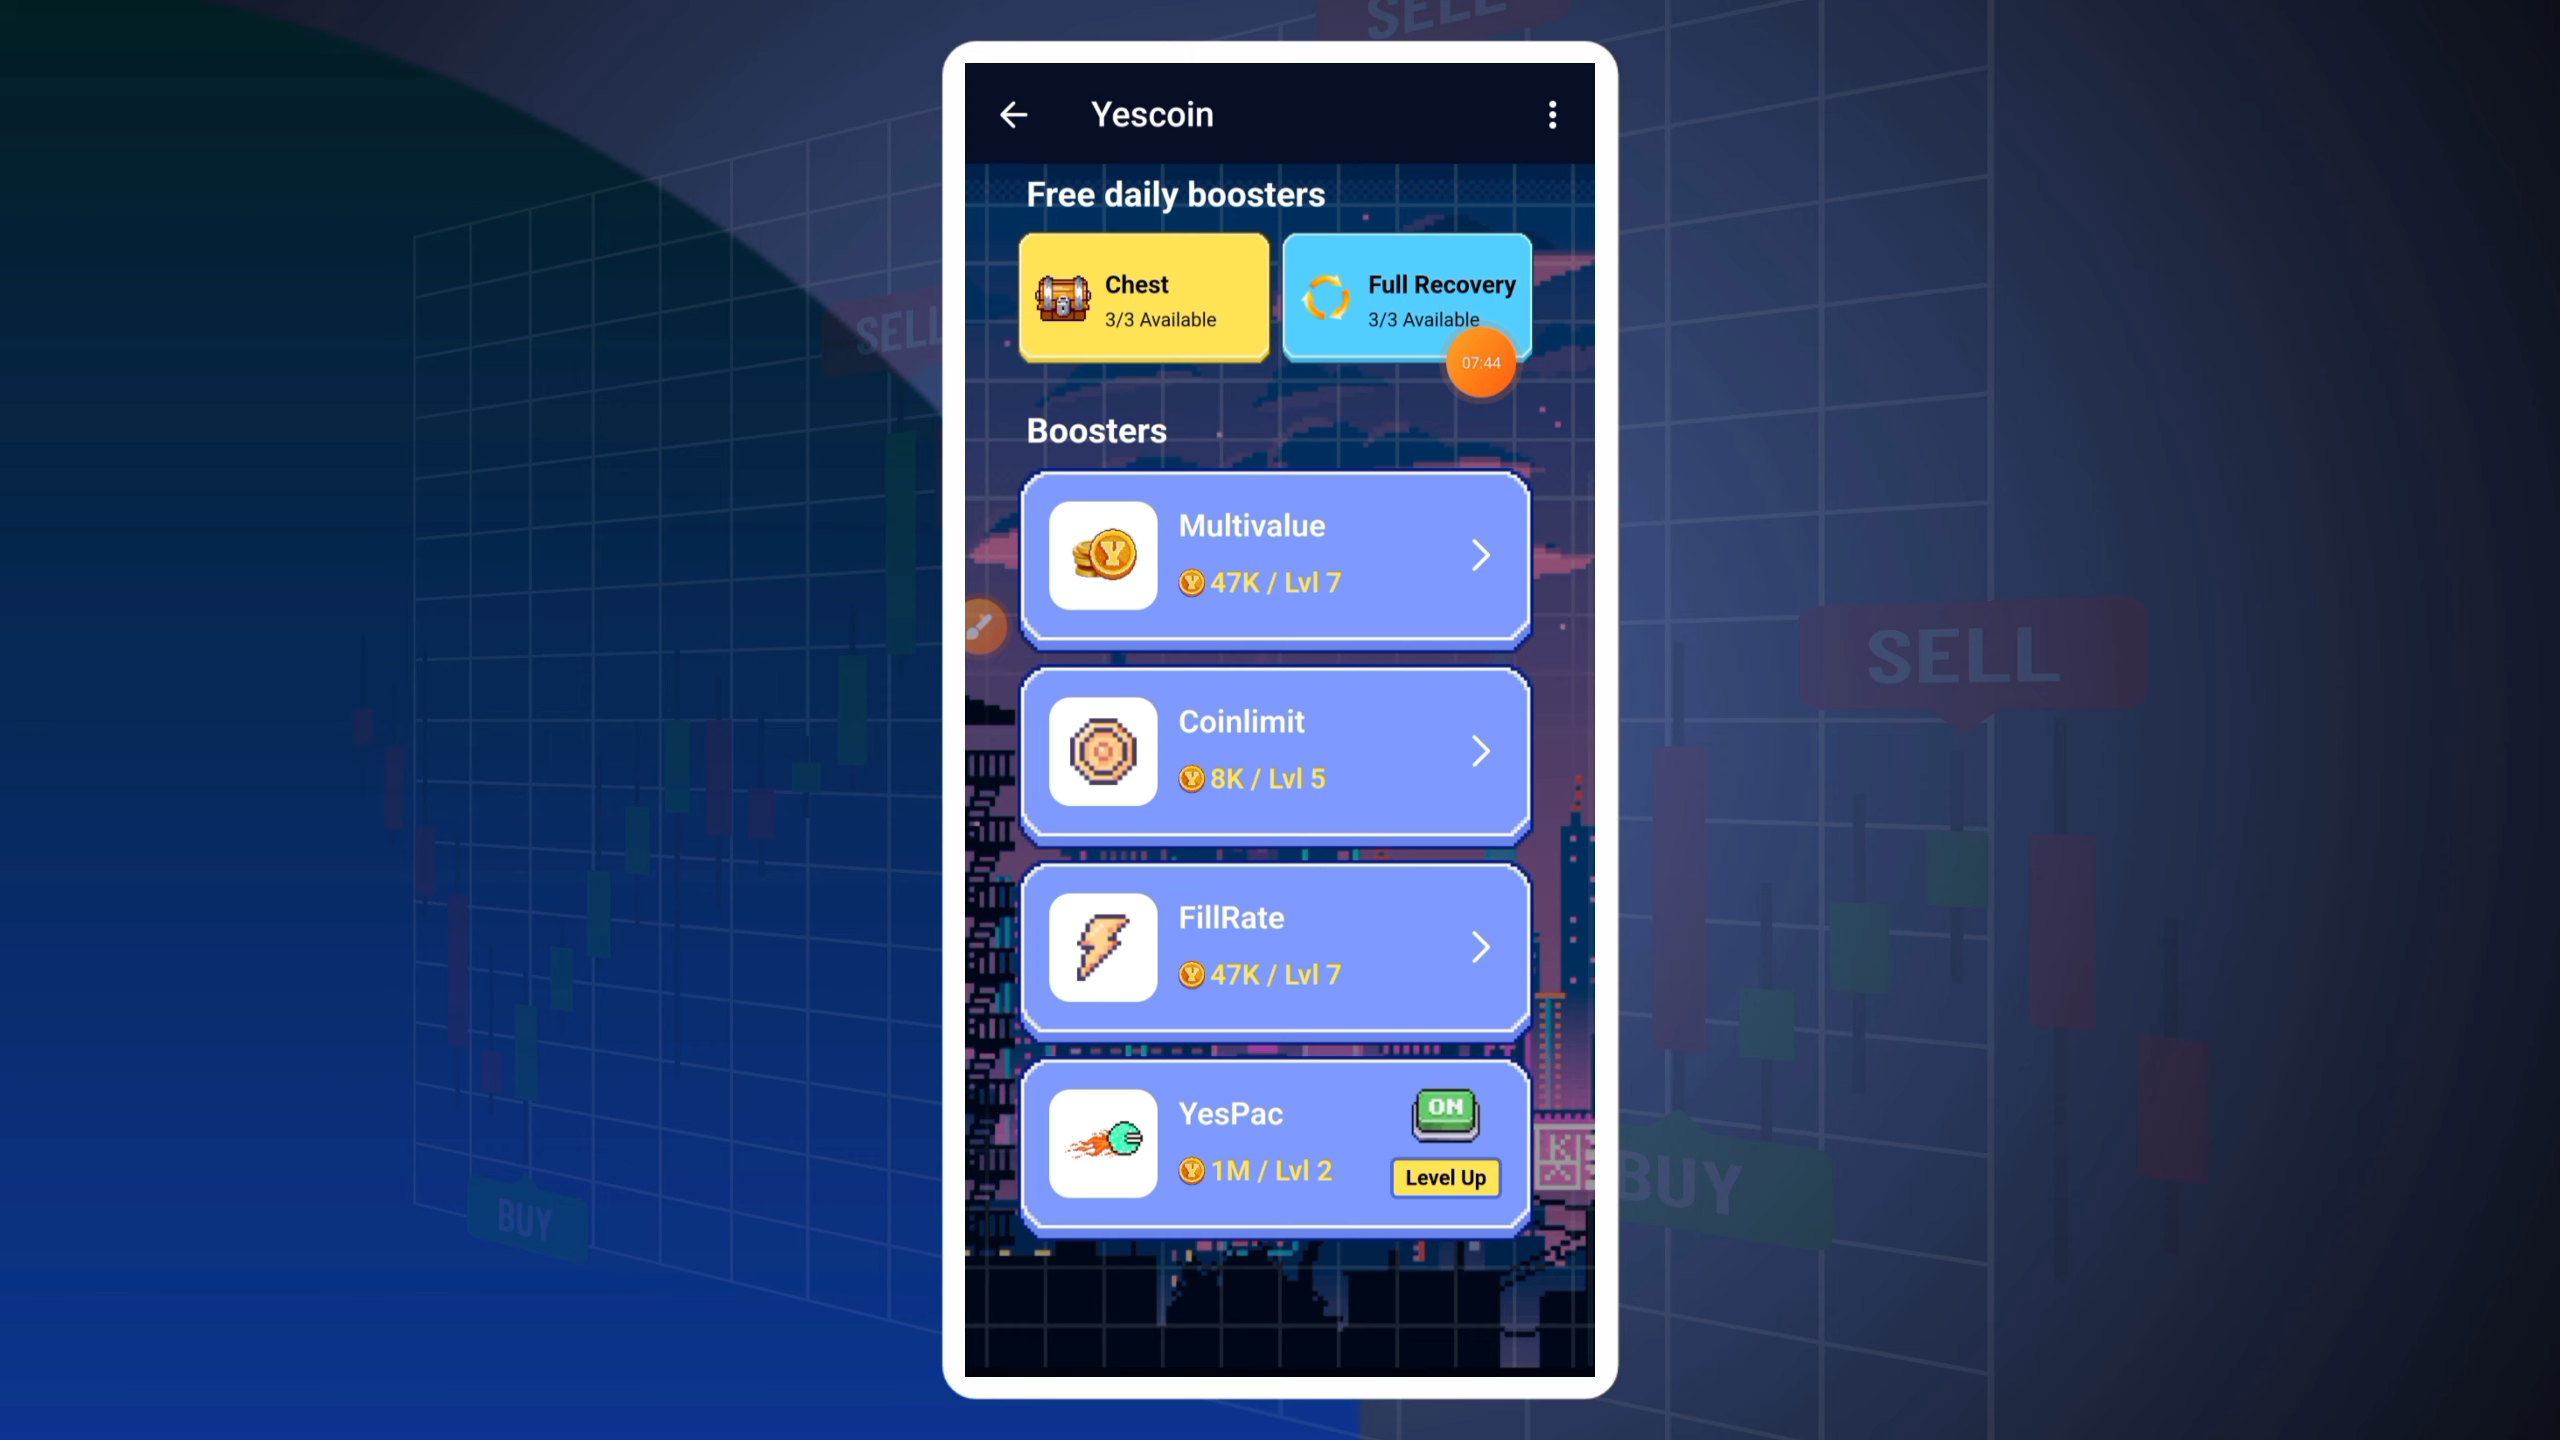 SELL
Yescoin
Free daily boosters
Chest
3/3 Available
Full Recovery
3/3 Available
07:44
SELL
Boosters
Multivalue
47K / Lvl 7
SELL
Coinlimit
8K / Lvl 5
FillRate
47K / Lvl 7
YesPac
ON
1M / Lvl 2
Level Up
BUY
BUY